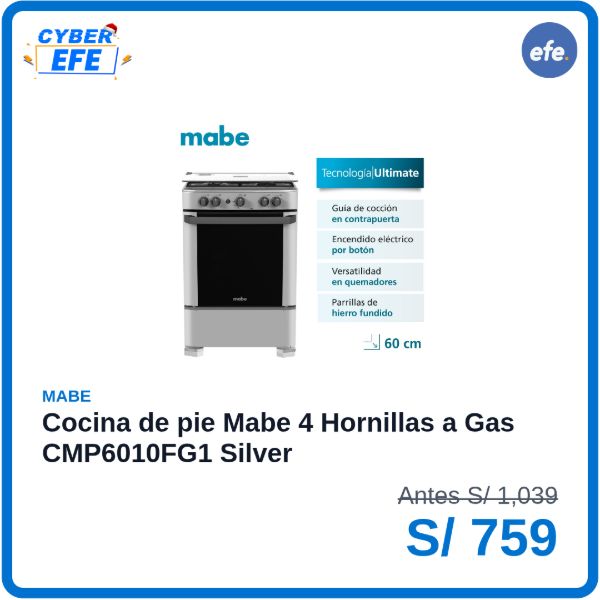 CYBER
EFE
efe.
mabe
Tecnología|Ultimate
Guía de cocción
en contrapuerta
Encendido eléctrico
por botón
Versatilidad
en quemadores
Parrillas de
hierro fundido
mabe
60 cm
MABE
Cocina de pie Mabe 4 Hornillas a Gas
CMP6010FG1 Silver
Antes S/ 1,039
S/ 759